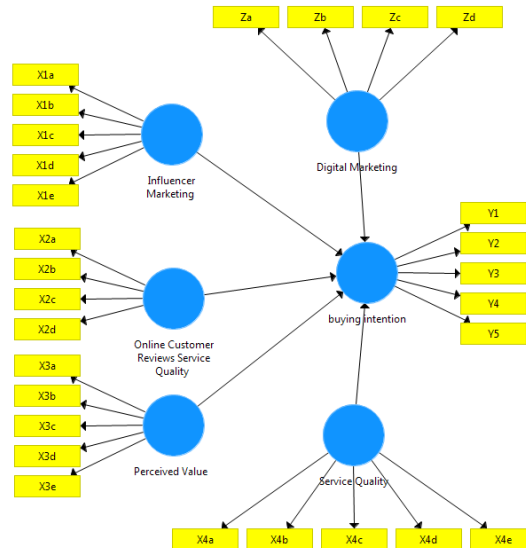 Za
Zb
Zc
Zd
X1a
X1b
X1c
X1d
X1e
Influencer
Marketing
Digital Marketing
X2a
X2b
X2c
X2d
Online Customer
Reviews Service
Quality
Y1
Y2
Y3
Y4
Y5
buying intention
X3a
X3b
X3c
X3d
X3e
Perceived Value
Service Quality
X4a
X4b
X4c
X4d
X4e